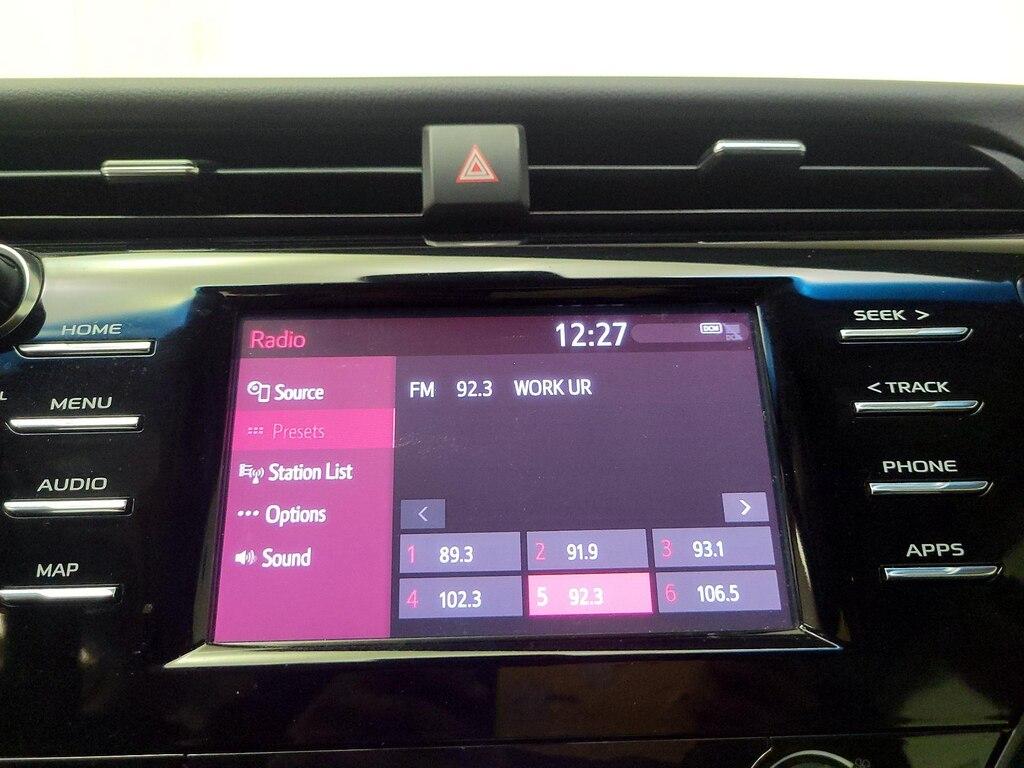 HOME
MENU
AUDIO
MAP
Radio
12:27
DCM
Source
Presets
Station List
Options
Sound
FM 92.3 WORK UR
<
>
1 89.3
2 91.9
3 93.1
4 102.3
5 92.3
6 106.5
SEEK >
< TRACK
PHONE
APPS